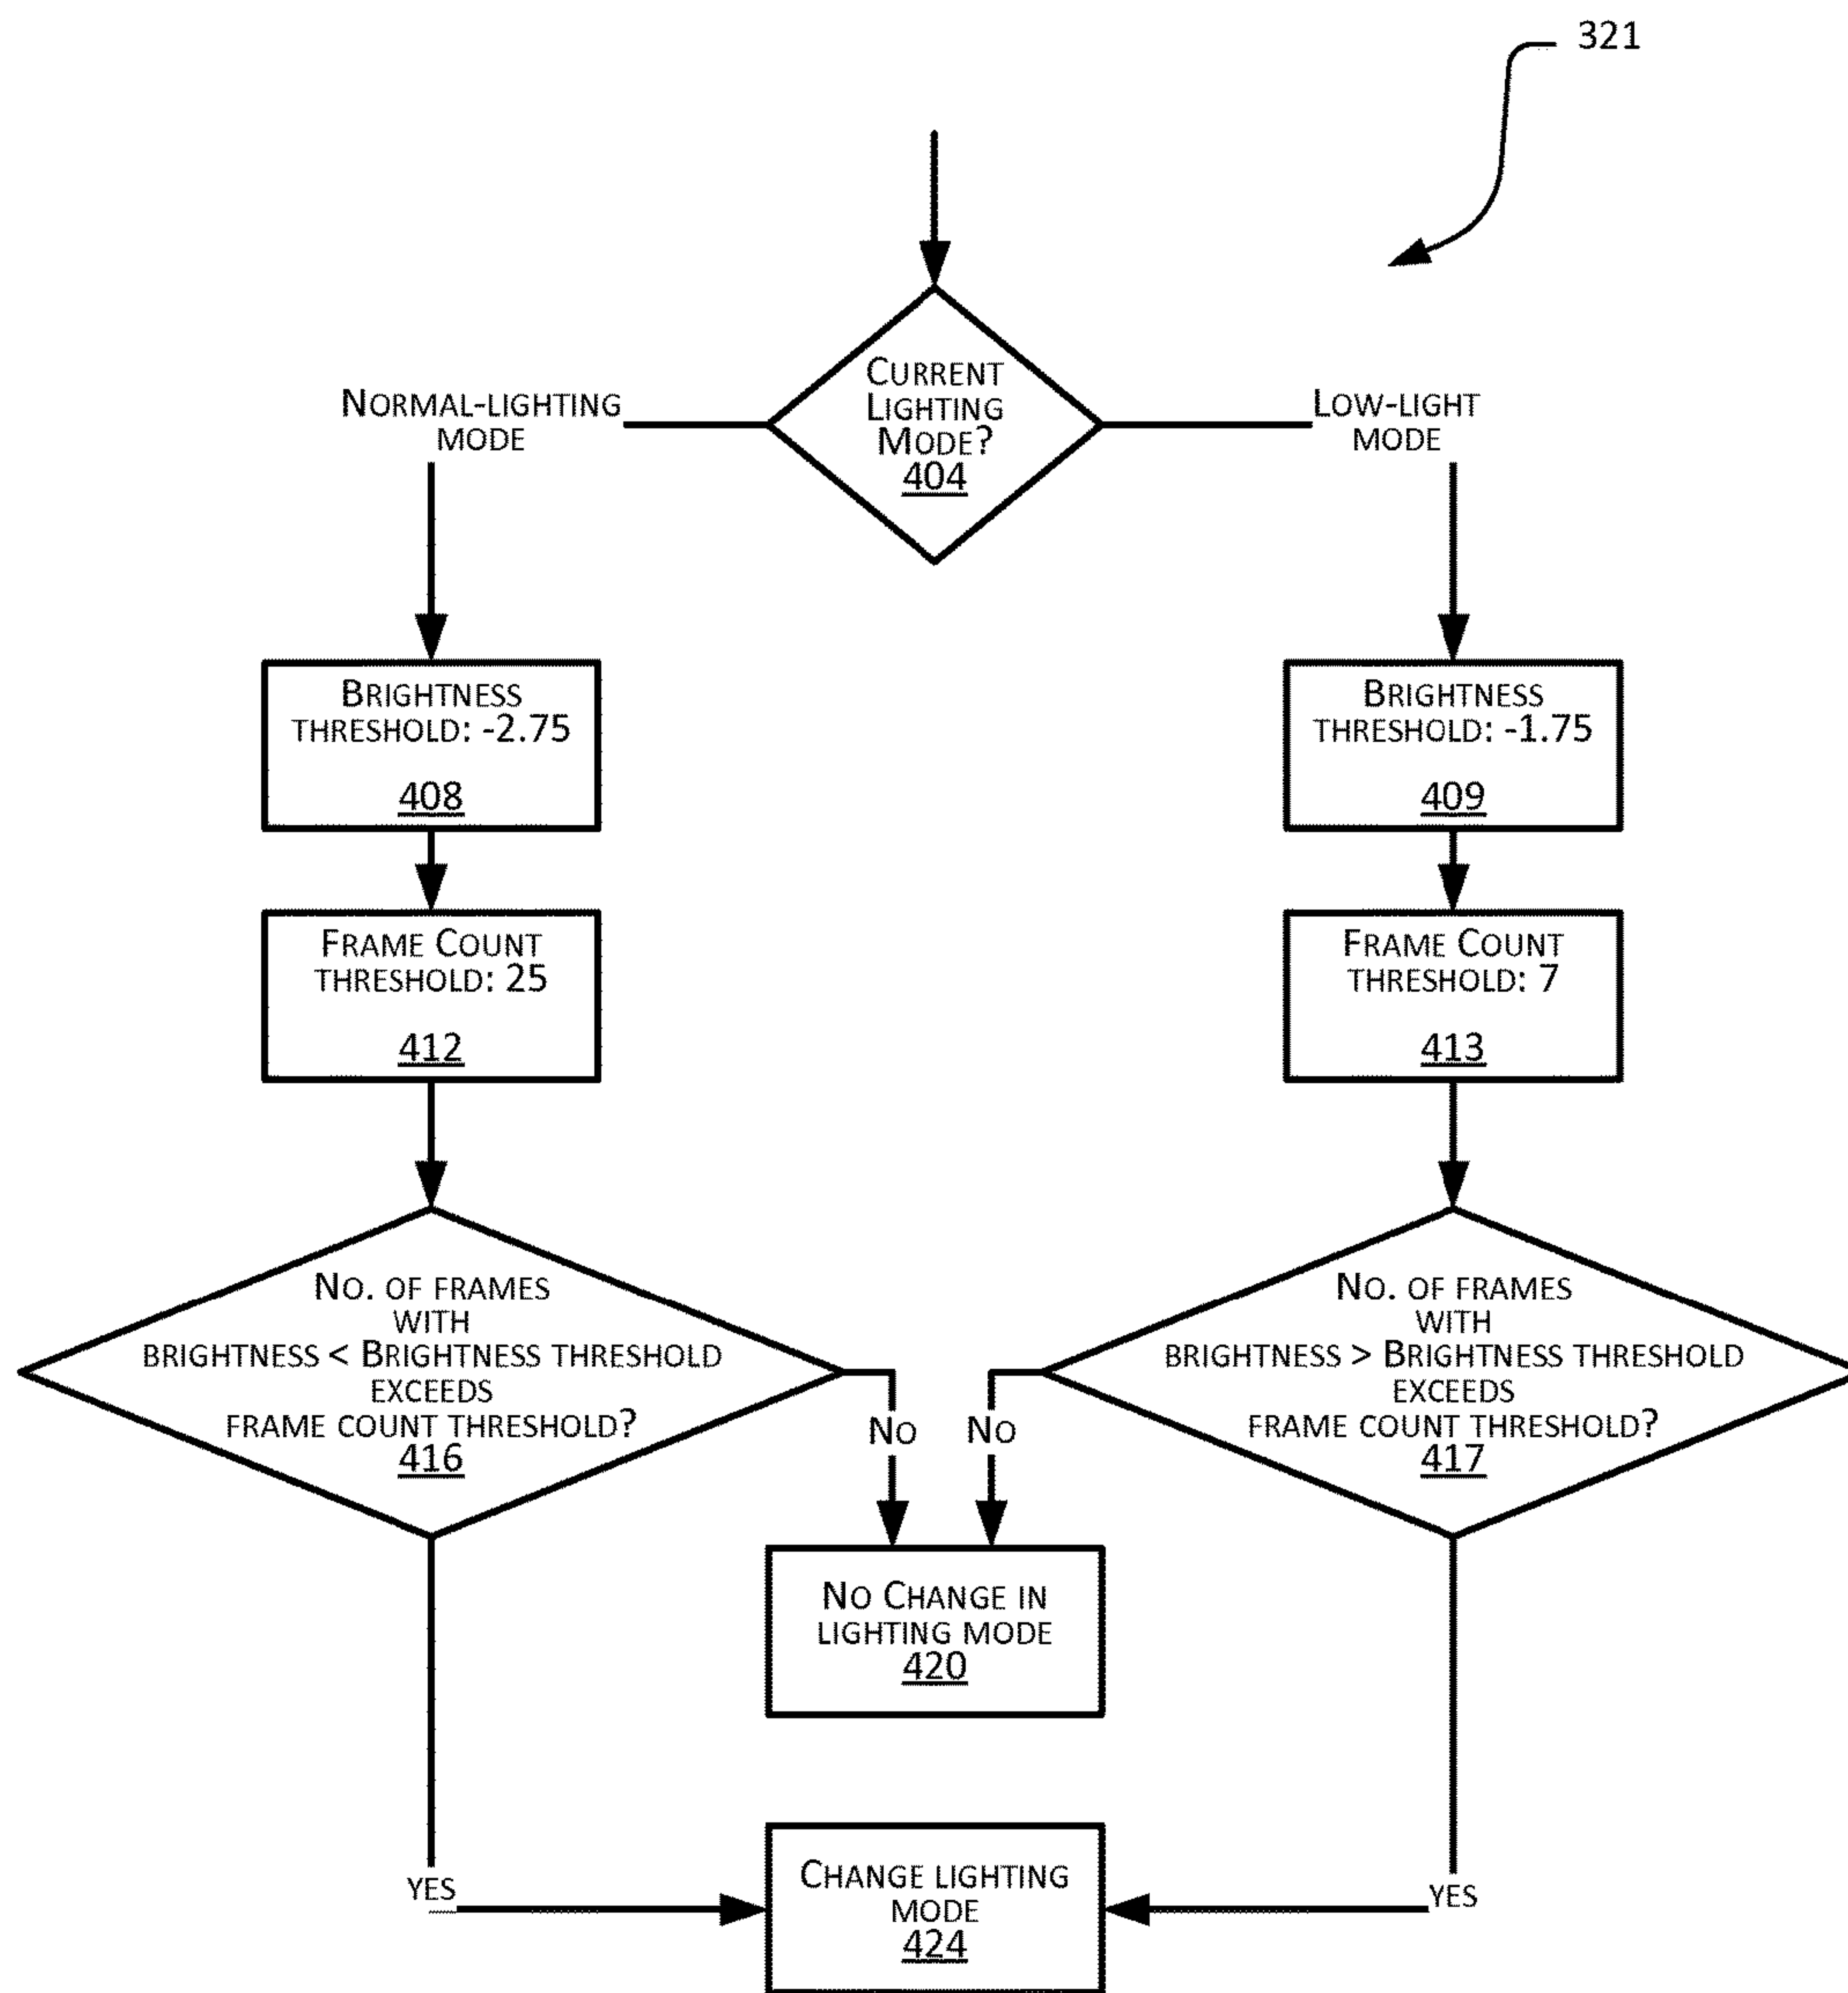 321
Current
Lighting
Mode?
404
Normal-lighting
mode
Low-light
mode
Brightness
threshold: -2.75
408
Brightness
threshold: -1.75
409
Frame Count
threshold: 25
412
Frame Count
threshold: 7
413
No. of frames
with
brightness < Brightness threshold
exceeds
frame count threshold?
416
No. of frames
with
brightness > Brightness threshold
exceeds
frame count threshold?
417
No
No
No Change in
lighting mode
420
yes
Change lighting
mode
424
yes